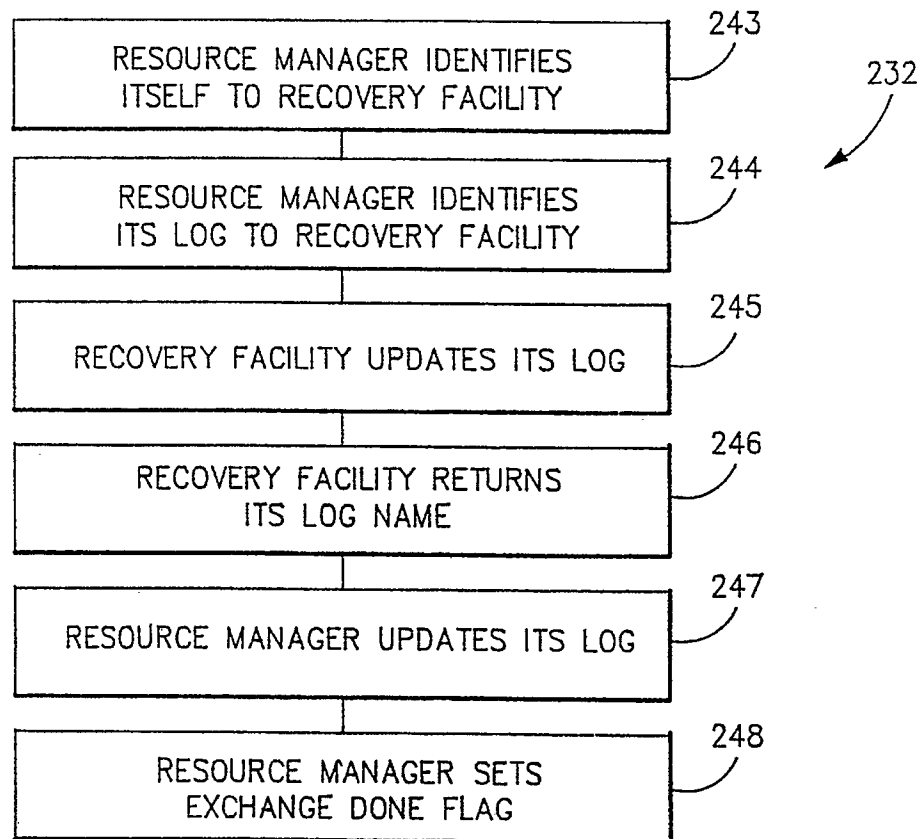 243
RESOURCE MANAGER IDENTIFIES
ITSELF TO RECOVERY FACILITY
232
244
RESOURCE MANAGER IDENTIFIES
ITS LOG TO RECOVERY FACILITY
245
RECOVERY FACILITY UPDATES ITS LOG
246
RECOVERY FACILITY RETURNS
ITS LOG NAME
247
RESOURCE MANAGER UPDATES ITS LOG
248
RESOURCE MANAGER SETS
EXCHANGE DONE FLAG